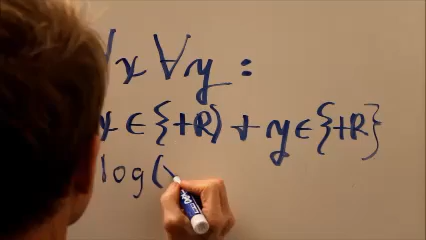 ∀x ∀y :
x ∈ {+R) + y ∈ {+R}
log(